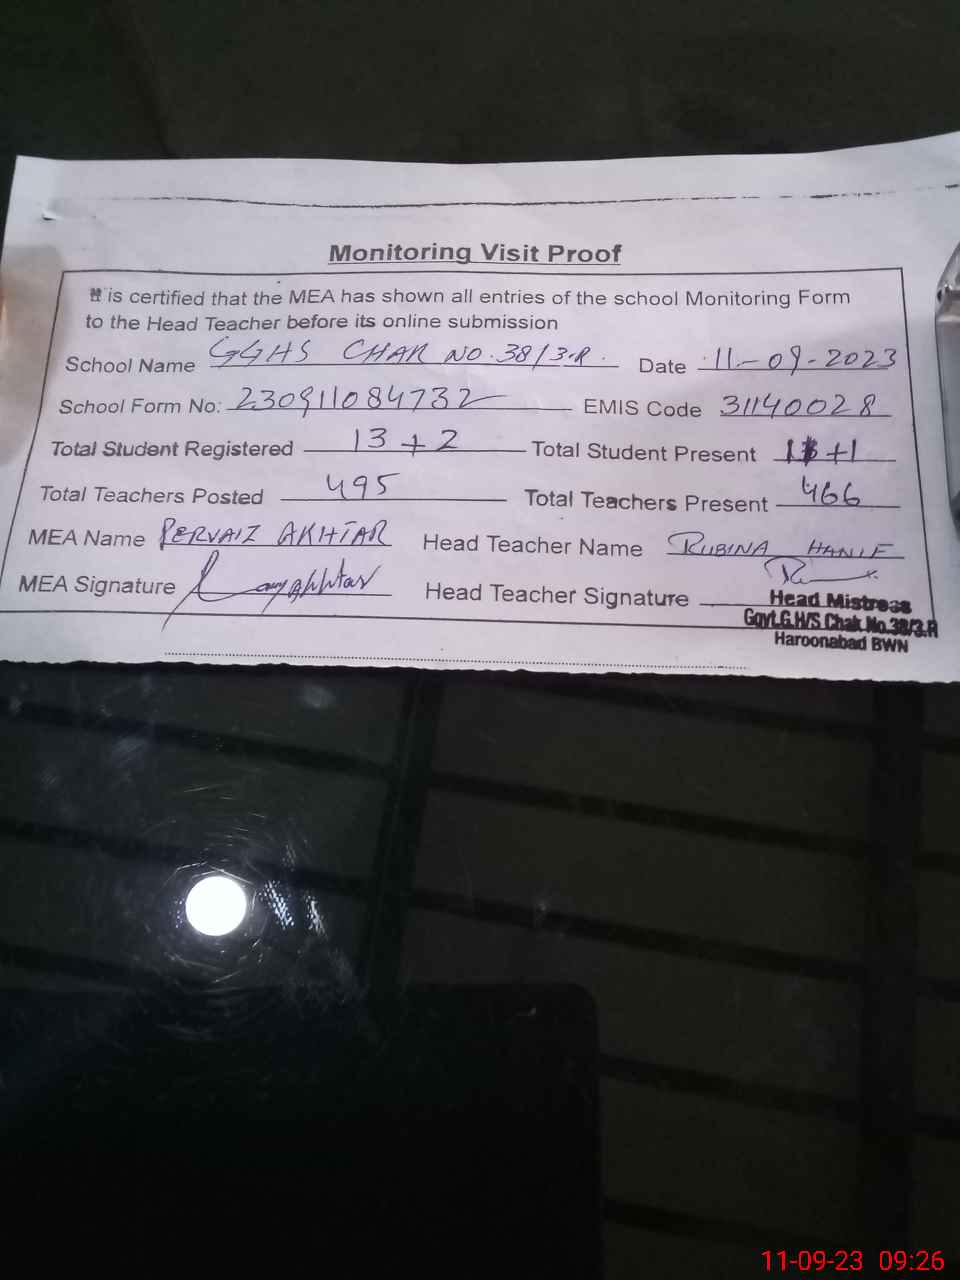 Monitoring Visit Proof
It is certified that the MEA has shown all entries of the school Monitoring Form
to the Head Teacher before its online submission
School Name GGHS CHAK NO. 38/3-R. Date 11-09-2023
School Form No: 230911084732 EMIS Code 31140028
Total Student Registered 13+2 Total Student Present +1
Total Teachers Posted 495 Total Teachers Present 466
MEA Name PERVAIZ AKHTAR Head Teacher Name RUBINA HANIF
MEA Signature Head Teacher Signature
Head Mistress
Govt.G.H/S Chak No.38/3.R
Haroonabad BWN
11-09-23 09:26